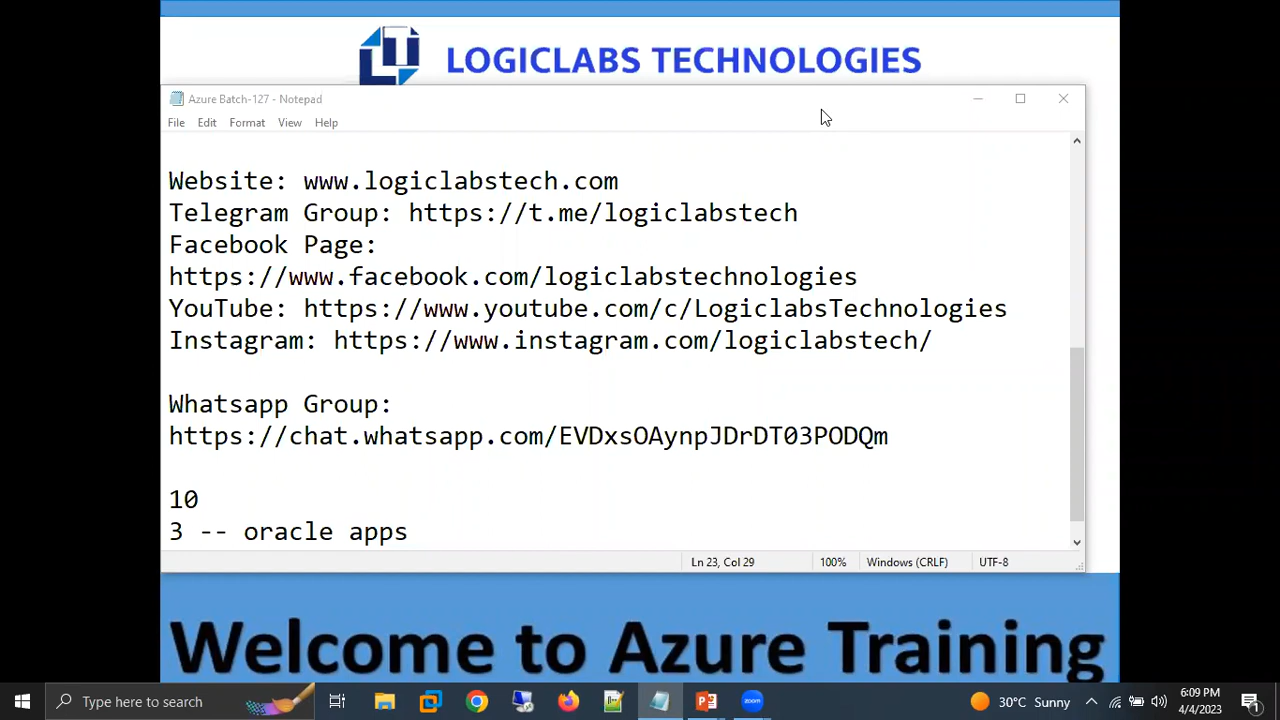 LOGICLABS TECHNOLOGIES
Azure Batch-127 - Notepad
File Edit Format View Help
Website: www.logiclabstech.com
Telegram Group: https://t.me/logiclabstech
Facebook Page:
https://www.facebook.com/logiclabstechnologies
YouTube: https://www.youtube.com/c/LogiclabsTechnologies
Instagram: https://www.instagram.com/logiclabstech/
Whatsapp Group:
https://chat.whatsapp.com/EVDxsOAynpJDrDT03PODQm
10
3 -- oracle apps
Ln 23, Col 29 100% Windows (CRLF) UTF-8
Welcome to Azure Training
Type here to search 30°C Sunny 6:09 PM
4/4/2023